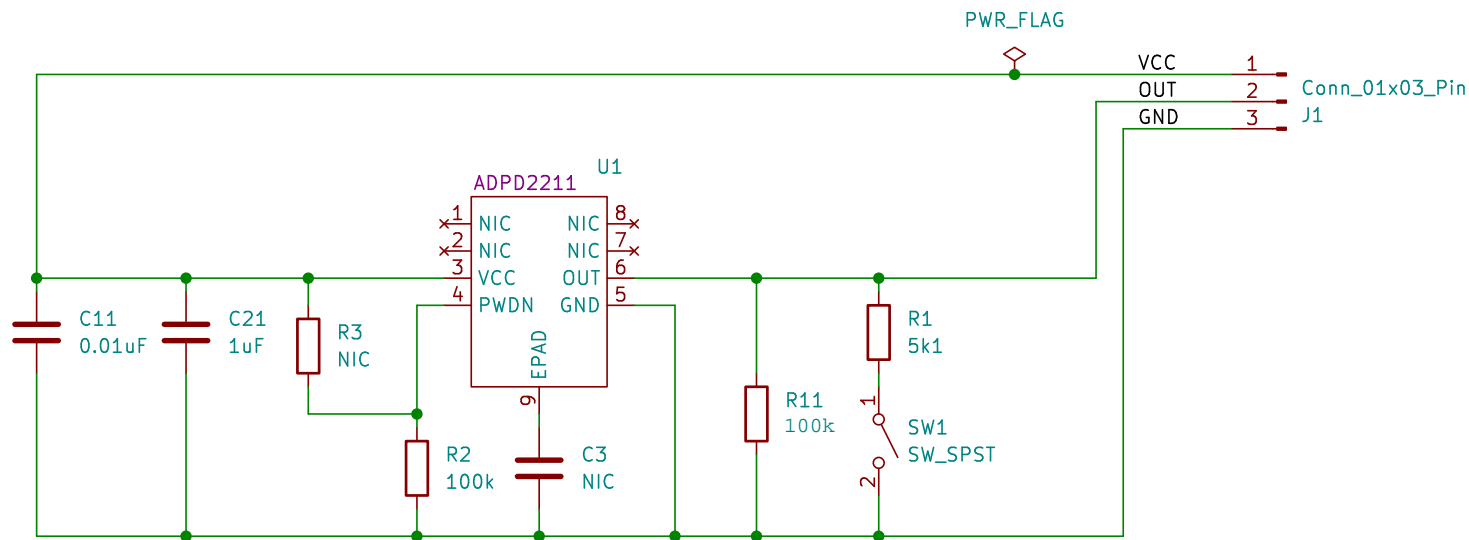 PWR_FLAG
VCC 1
OUT 2
GND 3
Conn_01x03_Pin
J1
U1
ADPD2211
1 NIC NIC 8
2 NIC NIC 7
3 VCC OUT 6
4 PWDN GND 5
EPAD
9
C11
0.01uF
C21
1uF
R3
NIC
R1
5k1
R11
100k
1
SW1
SW_SPST
2
R2
100k
C3
NIC